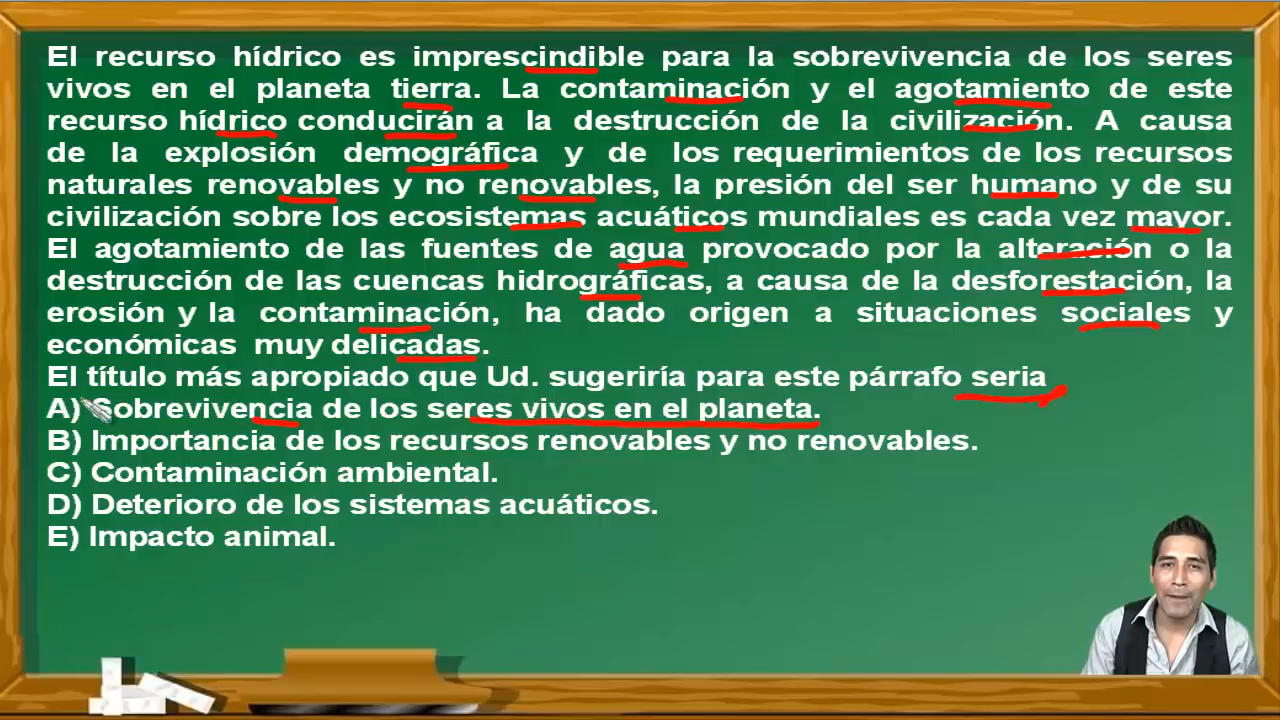 El recurso hídrico es imprescindible para la sobrevivencia de los seres
vivos en el planeta tierra. La contaminación y el agotamiento de este
recurso hídrico conducirán a la destrucción de la civilización. A causa
de la explosión demográfica y de los requerimientos de los recursos
naturales renovables y no renovables, la presión del ser humano y de su
civilización sobre los ecosistemas acuáticos mundiales es cada vez mayor.
El agotamiento de las fuentes de agua provocado por la alteración o la
destrucción de las cuencas hidrográficas, a causa de la desforestación, la
erosión y la contaminación, ha dado origen a situaciones sociales y
económicas muy delicadas.
El título más apropiado que Ud. sugeriría para este párrafo seria
A) Sobrevivencia de los seres vivos en el planeta.
B) Importancia de los recursos renovables y no renovables.
C) Contaminación ambiental.
D) Deterioro de los sistemas acuáticos.
E) Impacto animal.